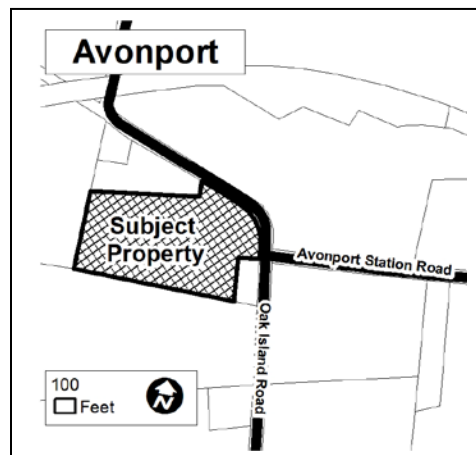 Avonport
Subject
Property
Avonport Station Road
Oak Island Road
100
Feet
N